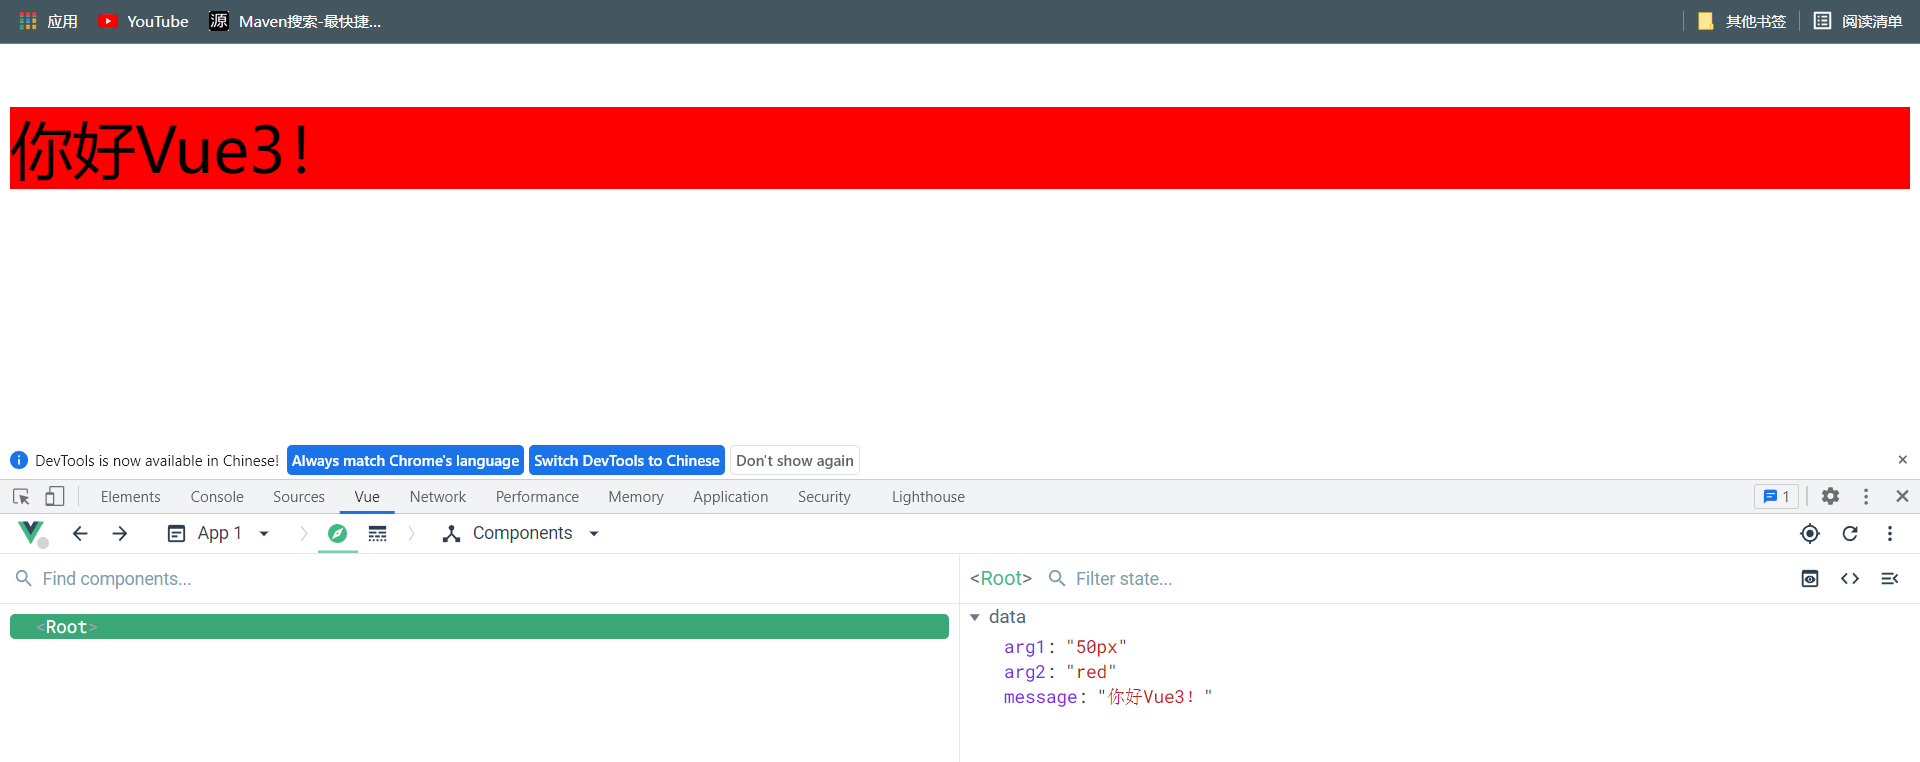 应用 YouTube 源 Maven搜索-最快捷... 其他书签 阅读清单
你好Vue3！
DevTools is now available in Chinese! Always match Chrome's language Switch DevTools to Chinese Don't show again
Elements Console Sources Vue Network Performance Memory Application Security Lighthouse 1
App 1 Components
Find components...
<Root> Filter state...
<Root>
data
arg1: "50px"
arg2: "red"
message: "你好Vue3！"